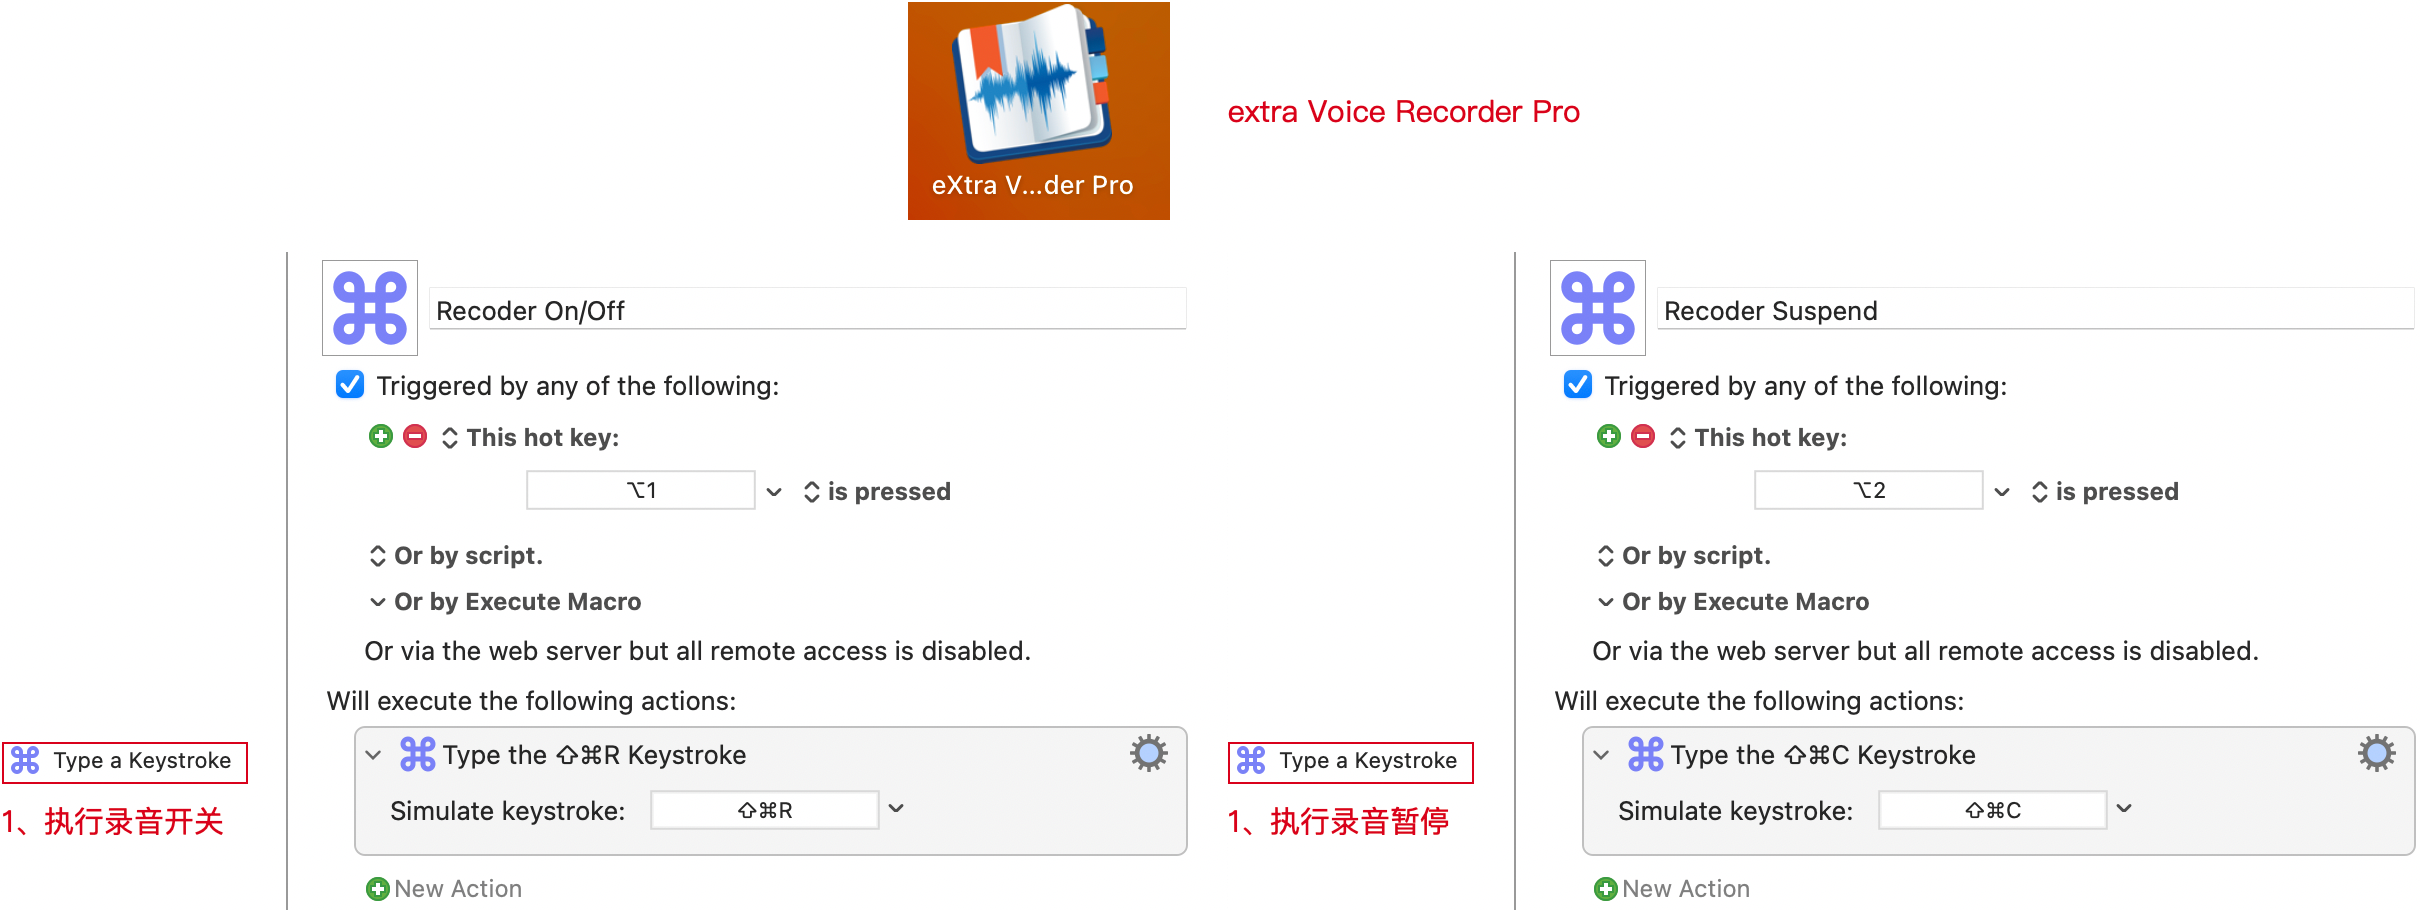 eXtra V...der Pro
extra Voice Recorder Pro
Recoder On/Off
Triggered by any of the following:
This hot key:
⌥1
is pressed
Or by script.
Or by Execute Macro
Or via the web server but all remote access is disabled.
Will execute the following actions:
Type a Keystroke
1、执行录音开关
Type the ⇧⌘R Keystroke
Simulate keystroke: ⇧⌘R
New Action
Recoder Suspend
Triggered by any of the following:
This hot key:
⌥2
is pressed
Or by script.
Or by Execute Macro
Or via the web server but all remote access is disabled.
Will execute the following actions:
Type a Keystroke
1、执行录音暂停
Type the ⇧⌘C Keystroke
Simulate keystroke: ⇧⌘C
New Action